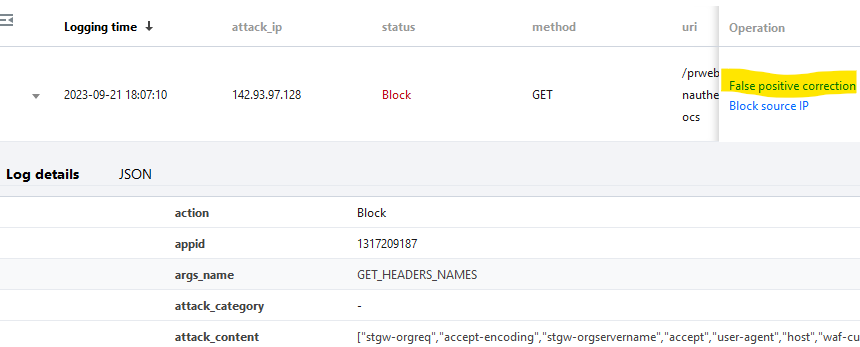 Logging time ↓ attack_ip status method uri Operation
2023-09-21 18:07:10 142.93.97.128 Block GET /prweb
nauthe
ocs
False positive correction
Block source IP
Log details JSON
action Block
appid 1317209187
args_name GET_HEADERS_NAMES
attack_category -
attack_content ["stgw-orgreq","accept-encoding","stgw-orgservername","accept","user-agent","host","waf-cu